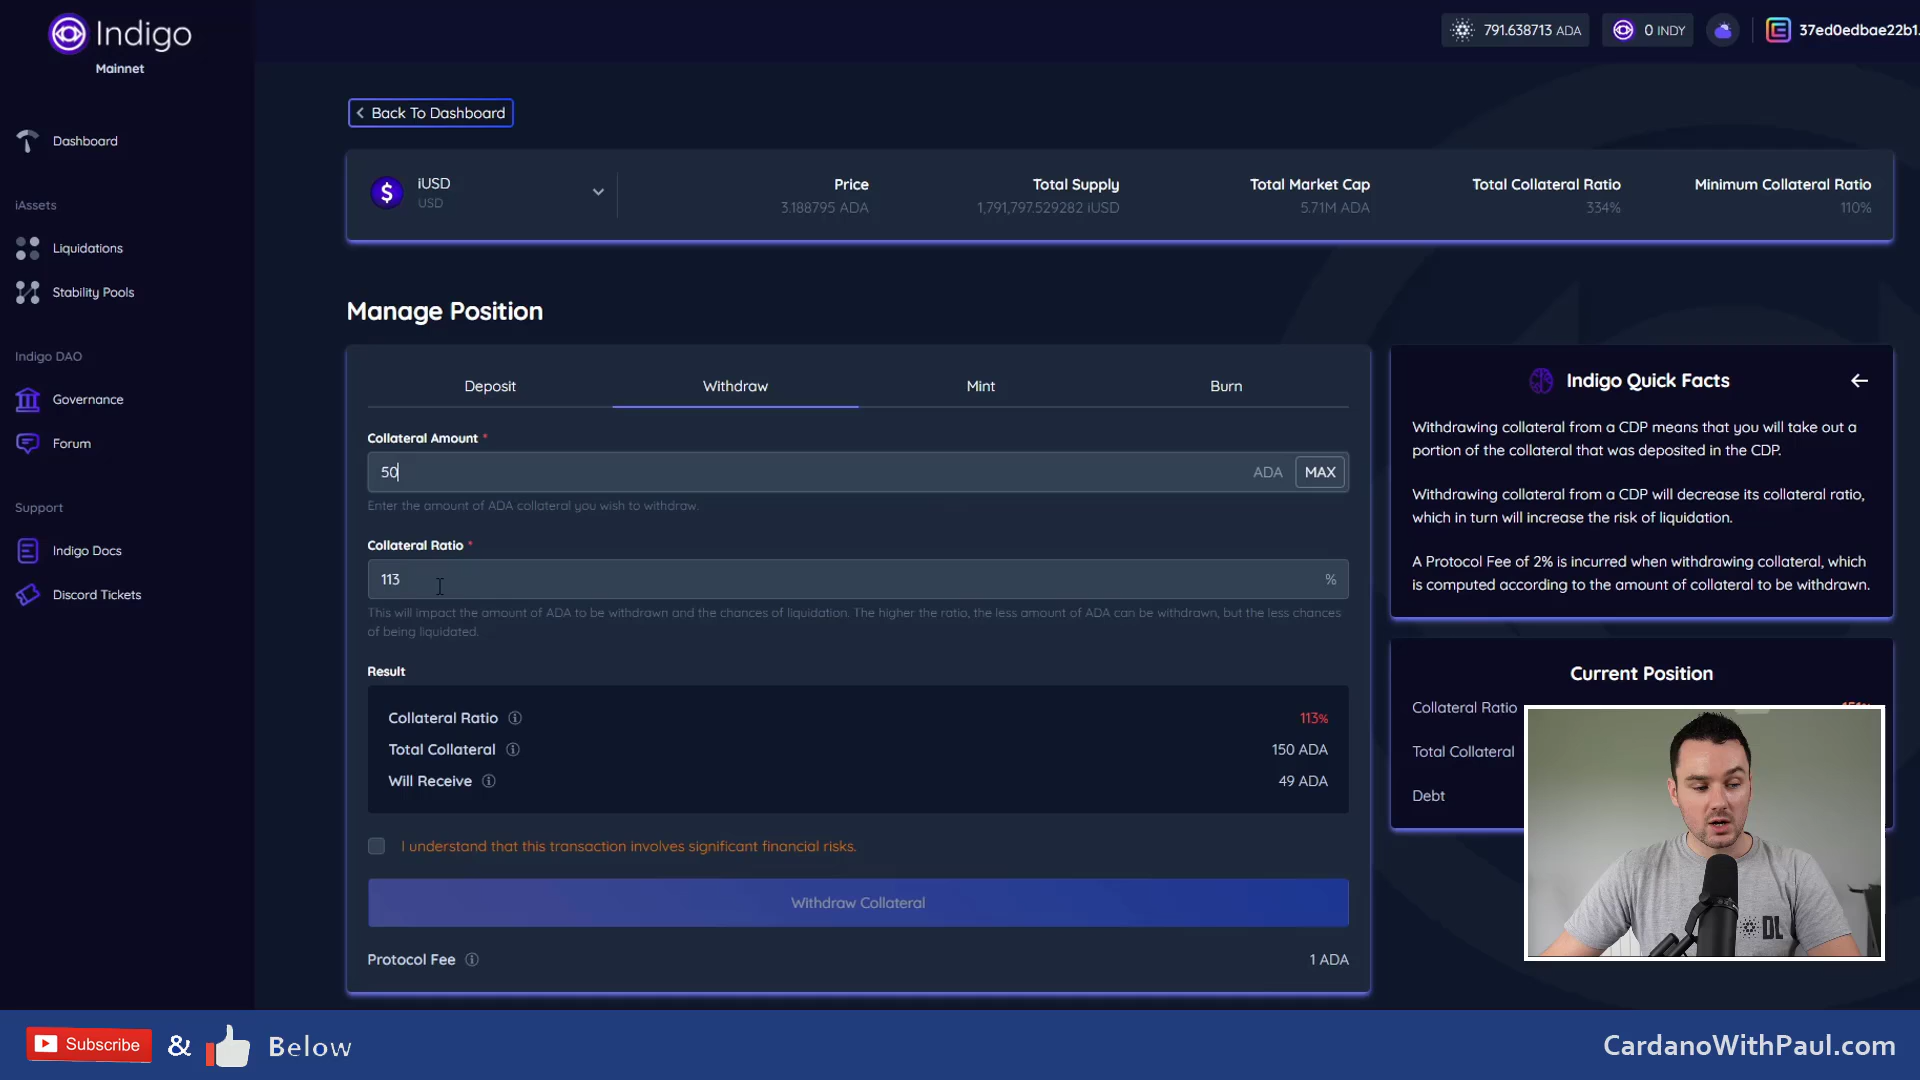 Indigo
Mainnet
791.638713 ADA
0 INDY
37ed0edbae22b1.
Dashboard
iAssets
Liquidations
Stability Pools
Indigo DAO
Governance
Forum
Support
Indigo Docs
Discord Tickets
Back To Dashboard
iUSD
USD
Price
3.188795 ADA
Total Supply
1,791,797.529282 iUSD
Total Market Cap
5.71M ADA
Total Collateral Ratio
334%
Minimum Collateral Ratio
110%
Manage Position
Deposit
Withdraw
Mint
Burn
Collateral Amount *
50
ADA
MAX
Enter the amount of ADA collateral you wish to withdraw.
Collateral Ratio *
113
%
This will impact the amount of ADA to be withdrawn and the chances of liquidation. The higher the ratio, the less amount of ADA can be withdrawn, but the less chances
of being liquidated.
Result
Collateral Ratio
113%
Total Collateral
150 ADA
Will Receive
49 ADA
I understand that this transaction involves significant financial risks.
Withdraw Collateral
Protocol Fee
1 ADA
Indigo Quick Facts
Withdrawing collateral from a CDP means that you will take out a
portion of the collateral that was deposited in the CDP.
Withdrawing collateral from a CDP will decrease its collateral ratio,
which in turn will increase the risk of liquidation.
A Protocol Fee of 2% is incurred when withdrawing collateral, which
is computed according to the amount of collateral to be withdrawn.
Current Position
Collateral Ratio
Total Collateral
Debt
DL
Subscribe
& Below
CardanoWithPaul.com